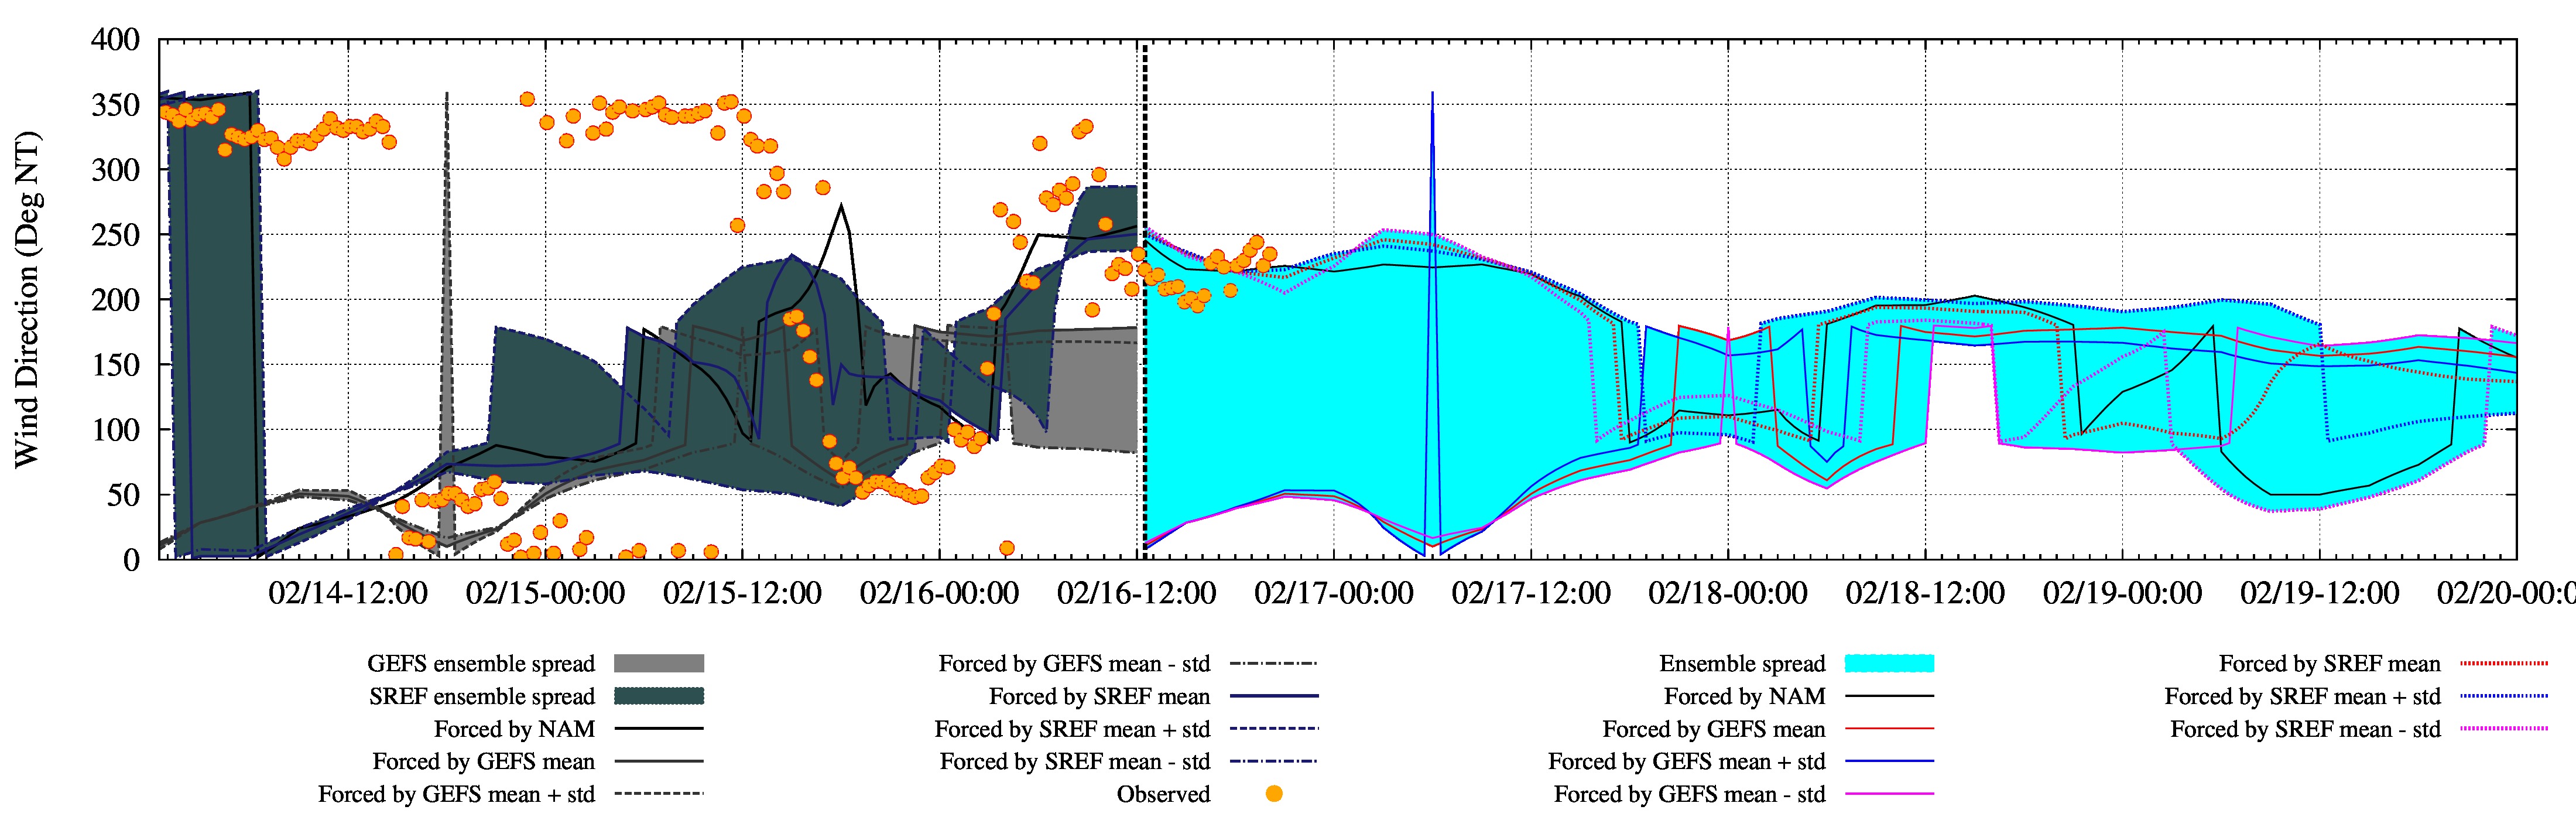 400
350
300
250
200
150
100
50
0
Wind Direction (Deg NT)
02/14-12:00 02/15-00:00 02/15-12:00 02/16-00:00 02/16-12:00 02/17-00:00 02/17-12:00 02/18-00:00 02/18-12:00 02/19-00:00 02/19-12:00 02/20-00:0
GEFS ensemble spread
SREF ensemble spread
Forced by NAM
Forced by GEFS mean
Forced by GEFS mean + std
Forced by GEFS mean - std
Forced by SREF mean
Forced by SREF mean + std
Forced by SREF mean - std
Observed
Ensemble spread
Forced by NAM
Forced by GEFS mean
Forced by GEFS mean + std
Forced by GEFS mean - std
Forced by SREF mean
Forced by SREF mean + std
Forced by SREF mean - std